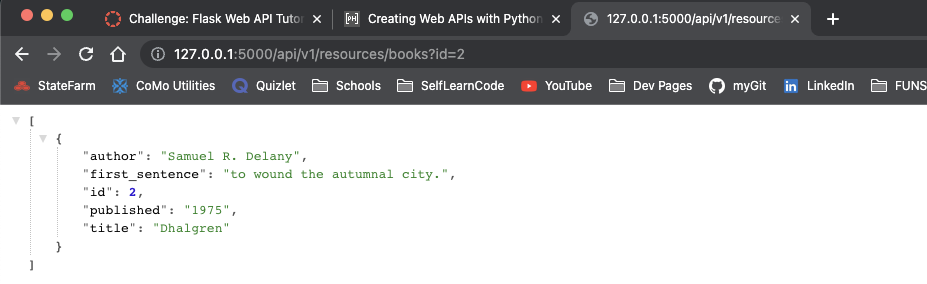 Challenge: Flask Web API Tutor
PH
Creating Web APIs with Python
127.0.0.1:5000/api/v1/resource
127.0.0.1:5000/api/v1/resources/books?id=2
StateFarm
CoMo Utilities
Quizlet
Schools
SelfLearnCode
YouTube
Dev Pages
myGit
in
LinkedIn
FUNS
[
{
"author": "Samuel R. Delany",
"first_sentence": "to wound the autumnal city.",
"id": 2,
"published": "1975",
"title": "Dhalgren"
}
]